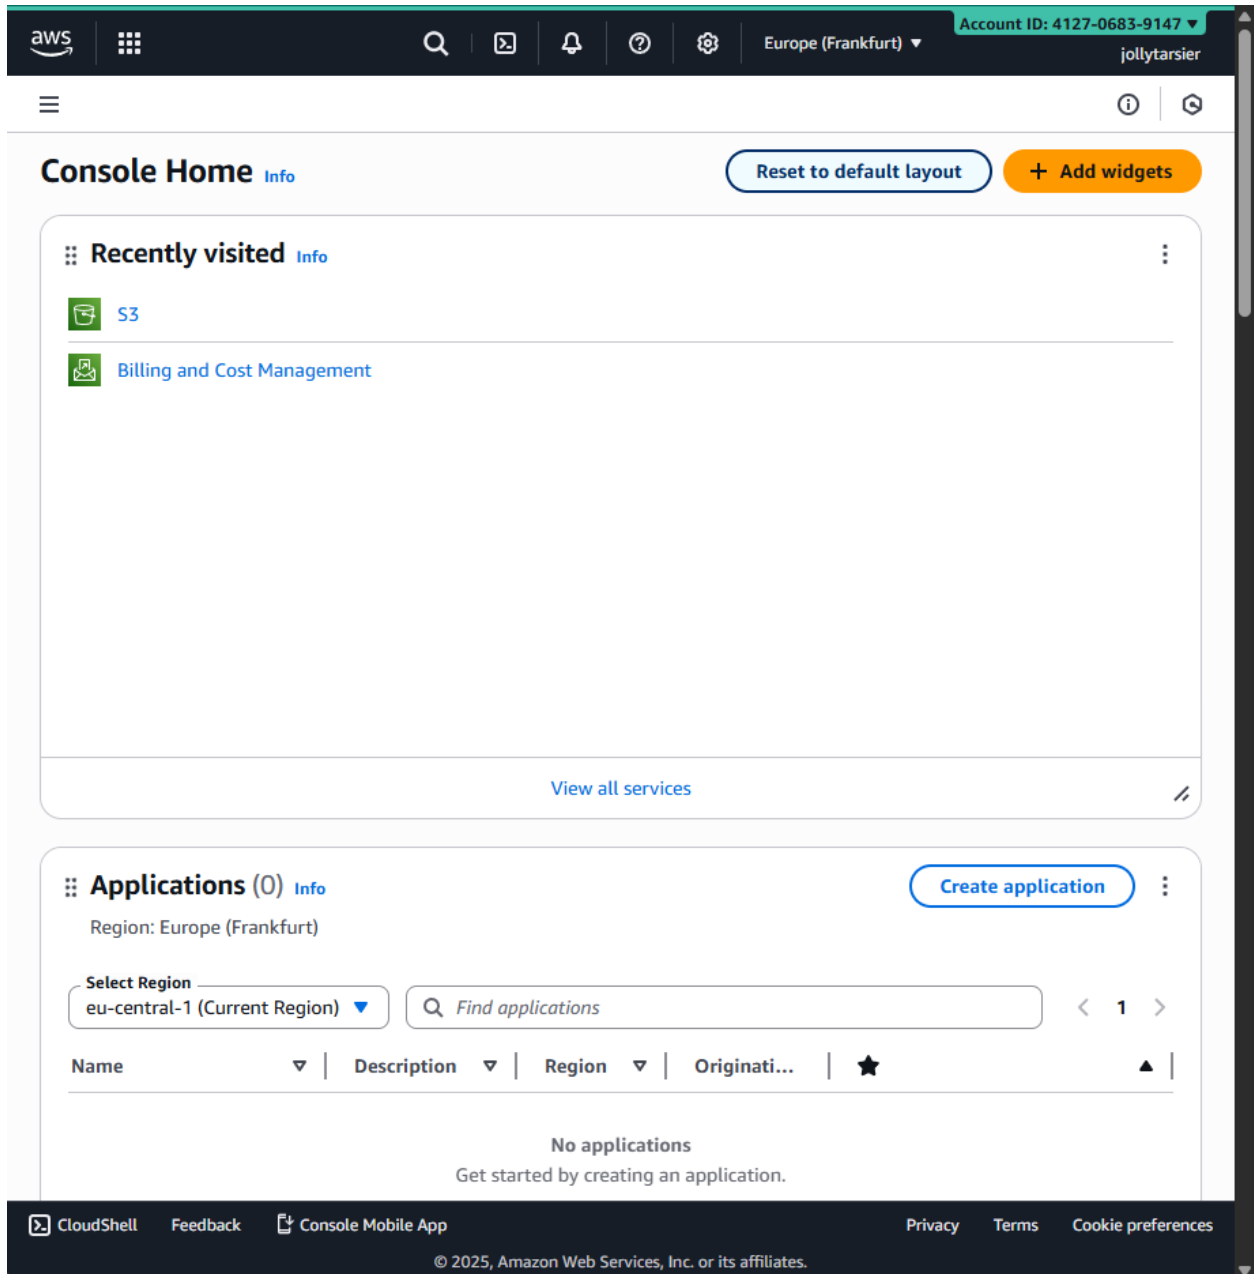 aws
Europe (Frankfurt)
Account ID: 4127-0683-9147
jollytarsier
Console Home Info
Reset to default layout
+ Add widgets
Recently visited Info
S3
Billing and Cost Management
View all services
Applications (0) Info
Create application
Region: Europe (Frankfurt)
Select Region
eu-central-1 (Current Region)
Find applications
1
Name Description Region Originati...
No applications
Get started by creating an application.
CloudShell Feedback Console Mobile App Privacy Terms Cookie preferences
© 2025, Amazon Web Services, Inc. or its affiliates.